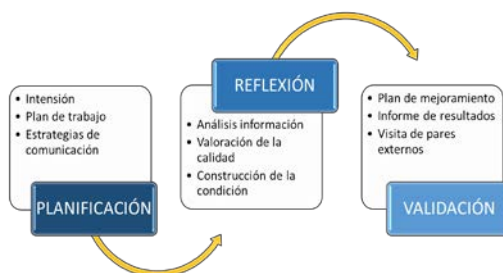 • Intensión
• Plan de trabajo
• Estrategias de
comunicación
PLANIFICACIÓN
REFLEXIÓN
• Análisis información
• Valoración de la
calidad
• Construcción de la
condición
• Plan de mejoramiento
• Informe de resultados
• Visita de pares
externos
VALIDACIÓN